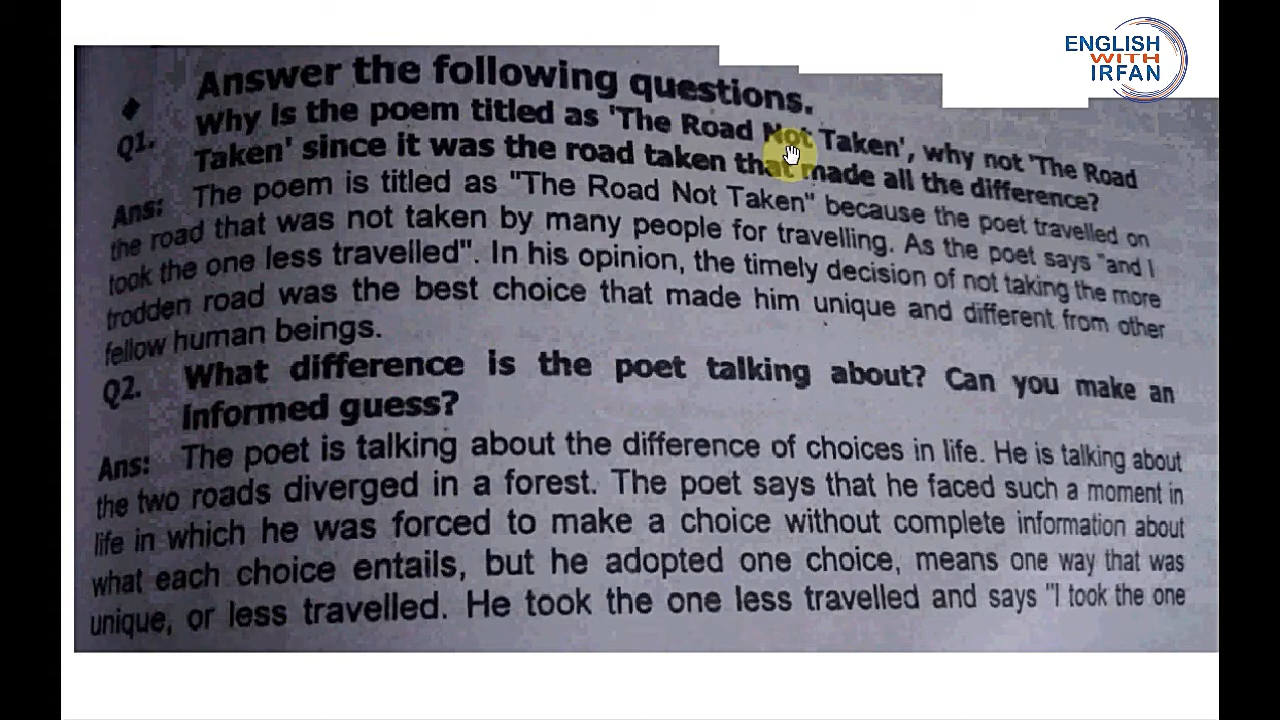 ENGLISH
WITH
IRFAN
Answer the following questions.
Q1. Why is the poem titled as 'The Road Not Taken', why not 'The Road
Taken' since it was the road taken that made all the difference?
Ans: The poem is titled as "The Road Not Taken" because the poet travelled on
the road that was not taken by many people for travelling. As the poet says "and I
took the one less travelled". In his opinion, the timely decision of not taking the more
trodden road was the best choice that made him unique and different from other
fellow human beings.
Q2. What difference is the poet talking about? Can you make an
informed guess?
Ans: The poet is talking about the difference of choices in life. He is talking about
the two roads diverged in a forest. The poet says that he faced such a moment in
life in which he was forced to make a choice without complete information about
what each choice entails, but he adopted one choice, means one way that was
unique, or less travelled. He took the one less travelled and says "I took the one